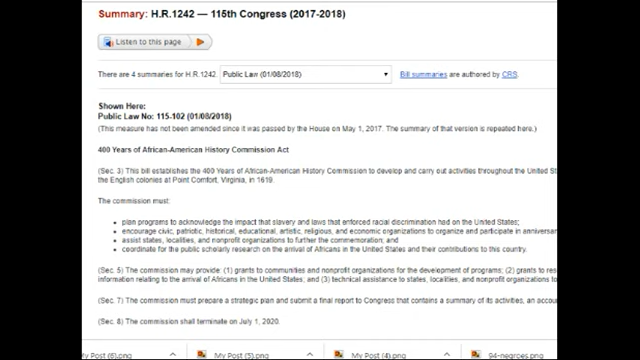 Summary: H.R.1242 — 115th Congress (2017-2018)
Listen to this page
There are 4 summaries for H.R.1242. Public Law (01/08/2018) Bill summaries are authored by CRS.
Shown Here:
Public Law No: 115-102 (01/08/2018)
(This measure has not been amended since it was passed by the House on May 1, 2017. The summary of that version is repeated here.)
400 Years of African-American History Commission Act
(Sec. 3) This bill establishes the 400 Years of African-American History Commission to develop and carry out activities throughout the United Sta
the English colonies at Point Comfort, Virginia, in 1619.
The commission must:
• plan programs to acknowledge the impact that slavery and laws that enforced racial discrimination had on the United States;
• encourage civic, patriotic, historical, educational, artistic, religious, and economic organizations to organize and participate in anniversar
• assist states, localities, and nonprofit organizations to further the commemoration; and
• coordinate for the public scholarly research on the arrival of Africans in the United States and their contributions to this country.
(Sec. 5) The commission may provide: (1) grants to communities and nonprofit organizations for the development of programs; (2) grants to res
information relating to the arrival of Africans in the United States; and (3) technical assistance to states, localities, and nonprofit organizations to
(Sec. 7) The commission must prepare a strategic plan and submit a final report to Congress that contains a summary of its activities, an accou
(Sec. 8) The commission shall terminate on July 1, 2020.
My Post (6).png My Post (5).png My Post (4).png 94-negroes.png